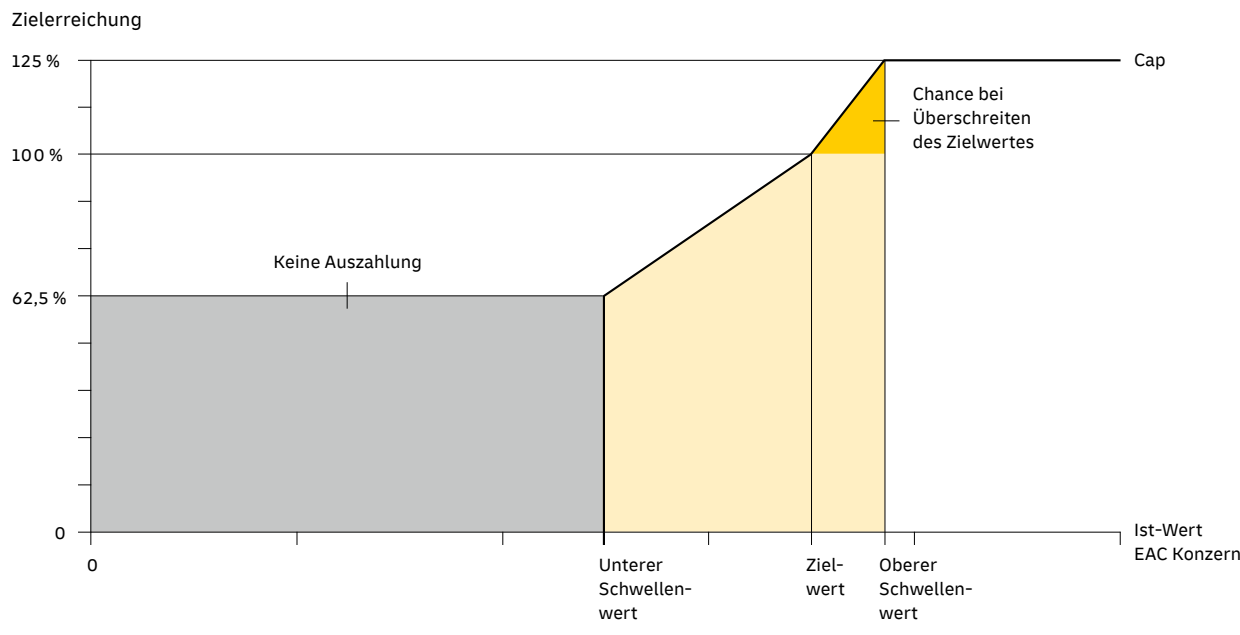 Zielerreichung
125 %
Cap
Chance bei
Überschreiten
des Zielwertes
100 %
Keine Auszahlung
62,5 %
0
Ist-Wert
EAC Konzern
0
Unterer
Schwellen-
wert
Ziel-
wert
Oberer
Schwellen-
wert